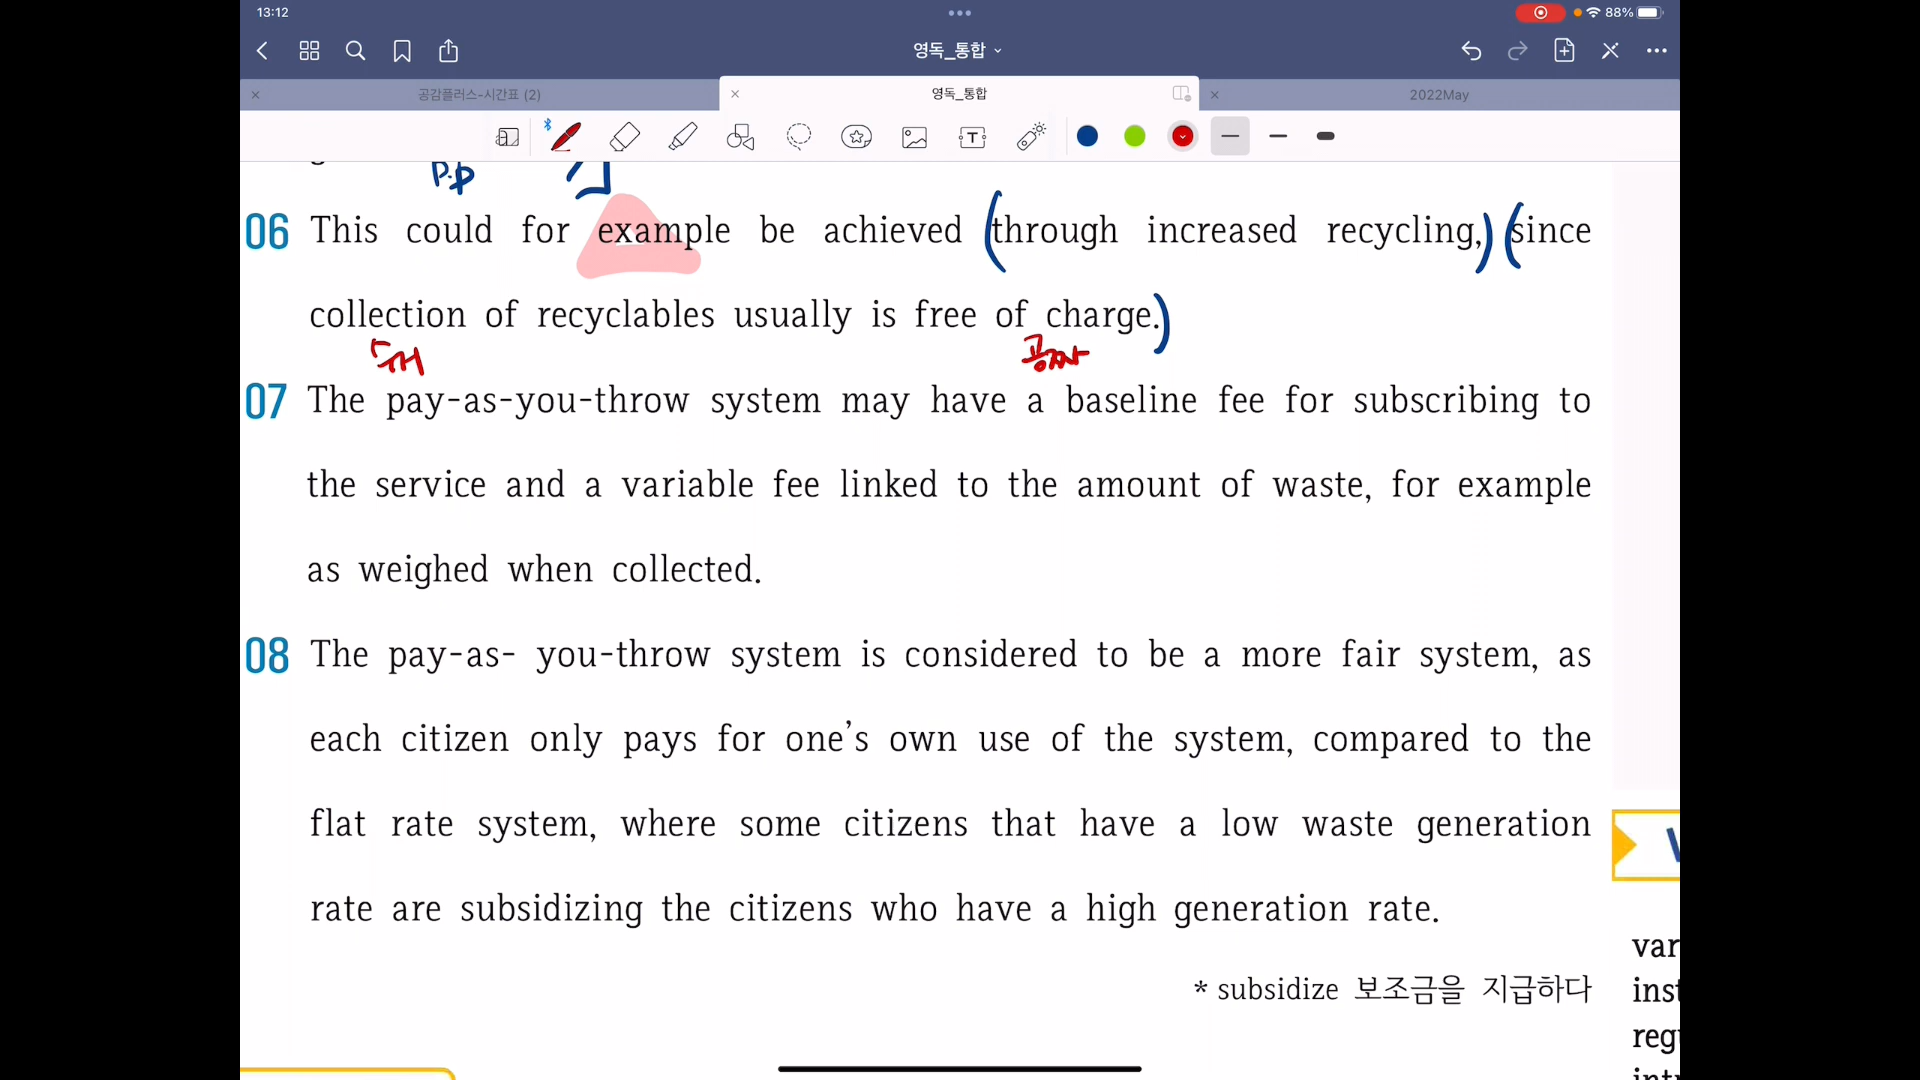 13:12
88%
영독_통합
공감플러스-시간표 (2)
영독_통합
2022May
p.p
06 This could for example be achieved (through increased recycling,) (since
collection of recyclables usually is free of charge.)
수거
공짜
07 The pay-as-you-throw system may have a baseline fee for subscribing to
the service and a variable fee linked to the amount of waste, for example
as weighed when collected.
08 The pay-as- you-throw system is considered to be a more fair system, as
each citizen only pays for one's own use of the system, compared to the
flat rate system, where some citizens that have a low waste generation
rate are subsidizing the citizens who have a high generation rate.
* subsidize 보조금을 지급하다
var
inst
reg